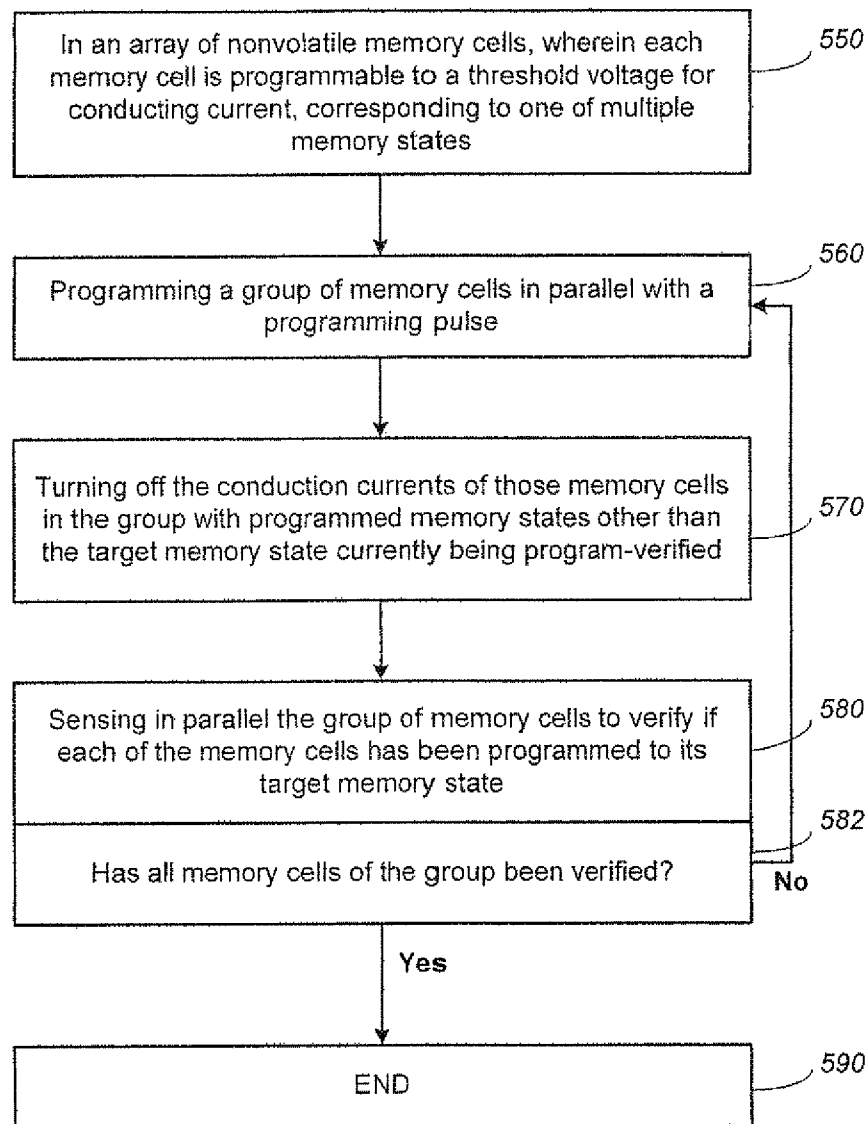 In an array of nonvolatile memory cells, wherein each
memory cell is programmable to a threshold voltage for
conducting current, corresponding to one of multiple
memory states
550
Programming a group of memory cells in parallel with a
programming pulse
560
Turning off the conduction currents of those memory cells
in the group with programmed memory states other than
the target memory state currently being program-verified
570
Sensing in parallel the group of memory cells to verify if
each of the memory cells has been programmed to its
target memory state
580
Has all memory cells of the group been verified?
582
No
Yes
END
590